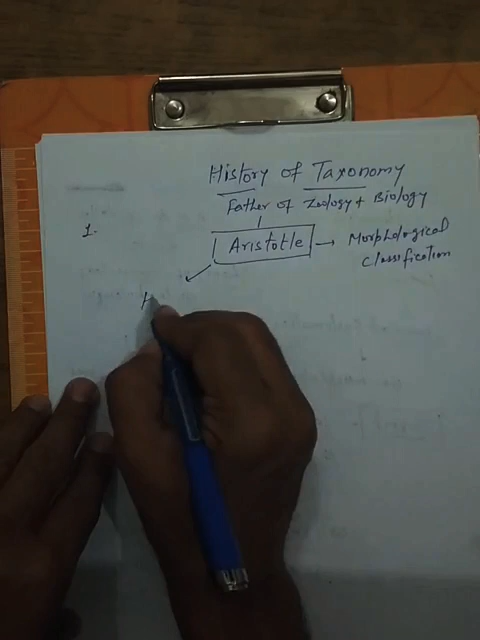 History of Taxonomy
Father of Zoology + Biology
1.
Aristotle → Morphological
classification